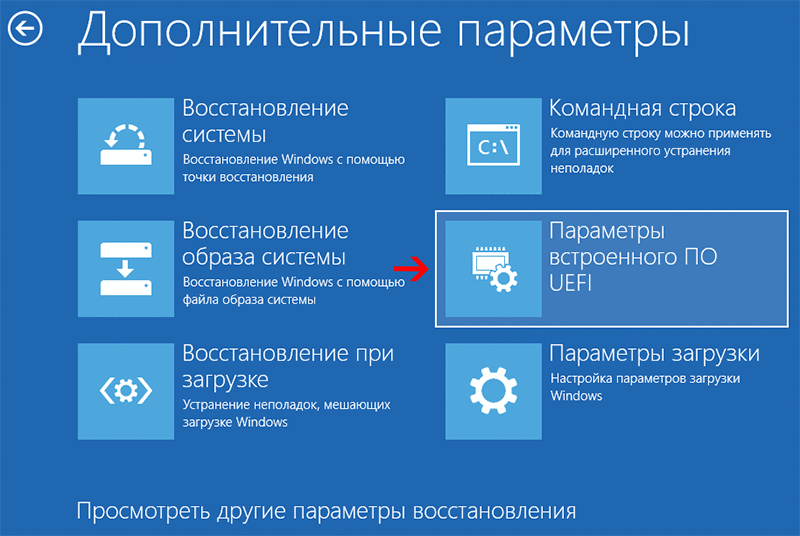 Дополнительные параметры
Восстановление
системы
Восстановление Windows с помощью
точки восстановления
Командная строка
Командную строку можно применять
для расширенного устранения
неполадок
C:\
Восстановление
образа системы
Восстановление Windows с помощью
файла образа системы
Параметры
встроенного ПО
UEFI
Восстановление при
загрузке
Устранение неполадок, мешающих
загрузке Windows
Параметры загрузки
Настройка параметров загрузки
Windows
Просмотреть другие параметры восстановления